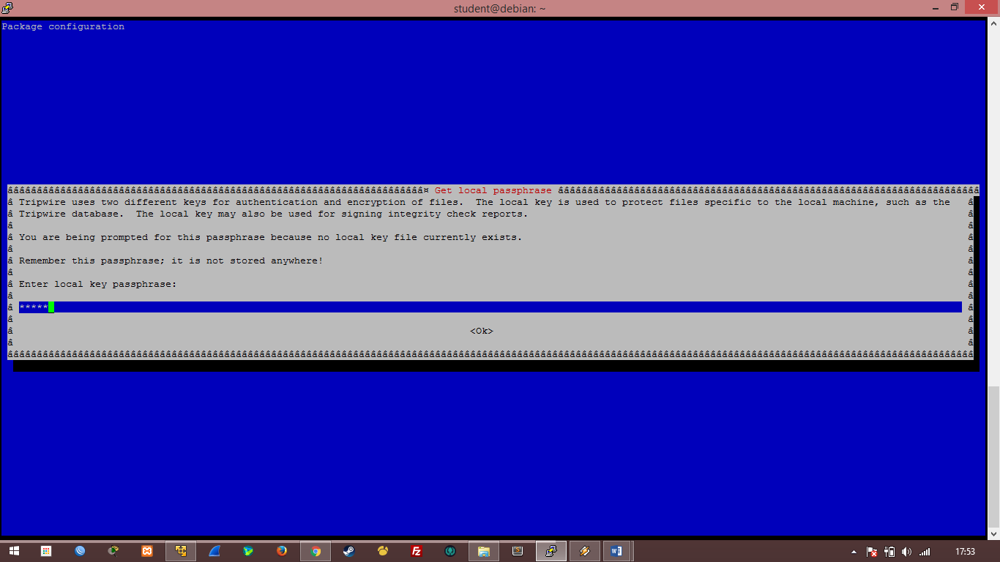 student@debian: ~
Package configuration
Get local passphrase
Tripwire uses two different keys for authentication and encryption of files.  The local key is used to protect files specific to the local machine, such as the
Tripwire database.  The local key may also be used for signing integrity check reports.
You are being prompted for this passphrase because no local key file currently exists.
Remember this passphrase; it is not stored anywhere!
Enter local key passphrase:
*****
<Ok>
17:53